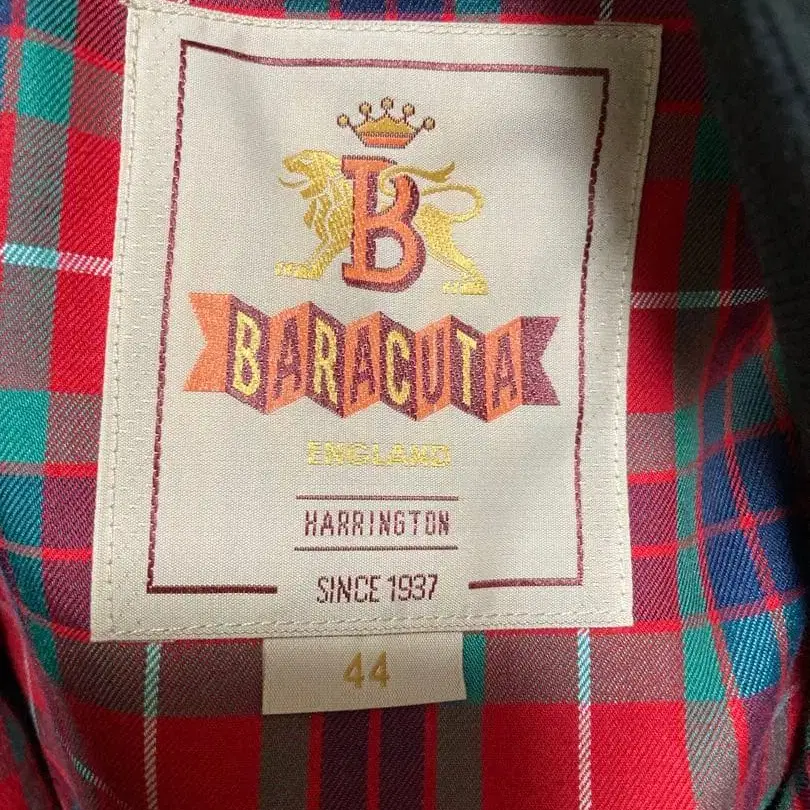 B
BARACUTA
ENGLAND
HARRINGTON
SINCE 1937
44